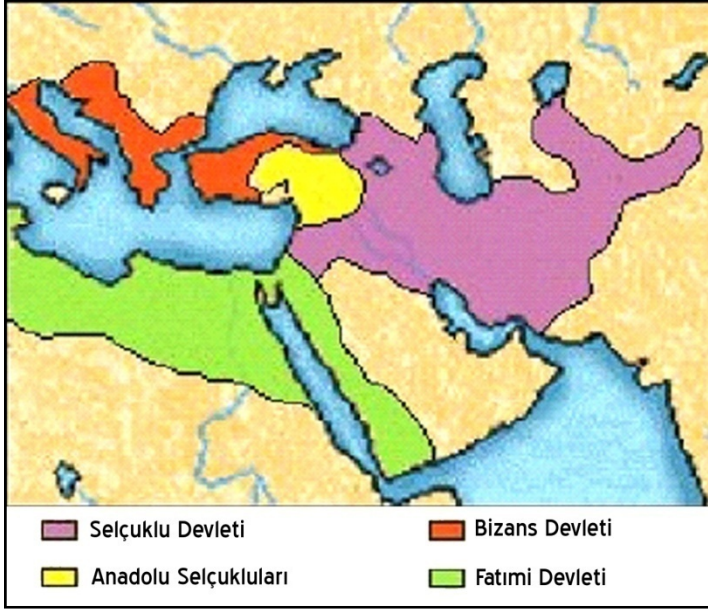 Selçuklu Devleti
Bizans Devleti
Anadolu Selçukluları
Fatımi Devleti